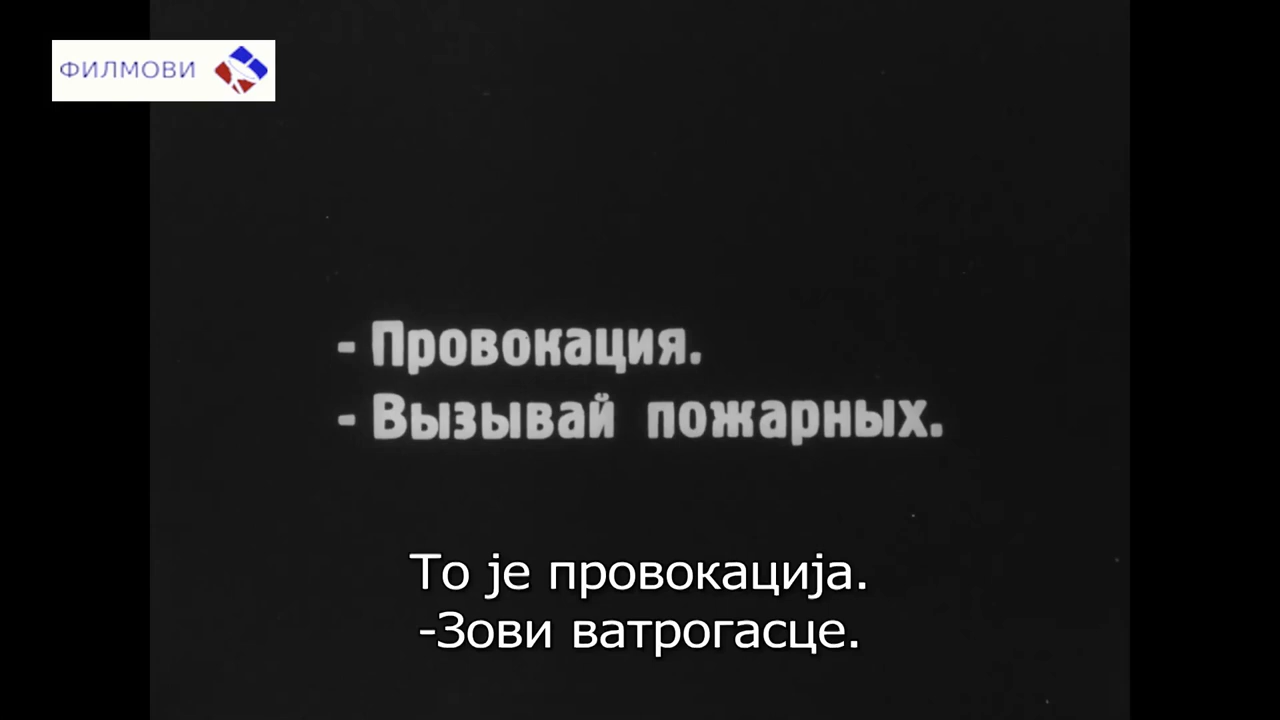 ФИЛМОВИ
- Провокация.
- Вызывай пожарных.
То је провокација.
-Зови ватрогасце.